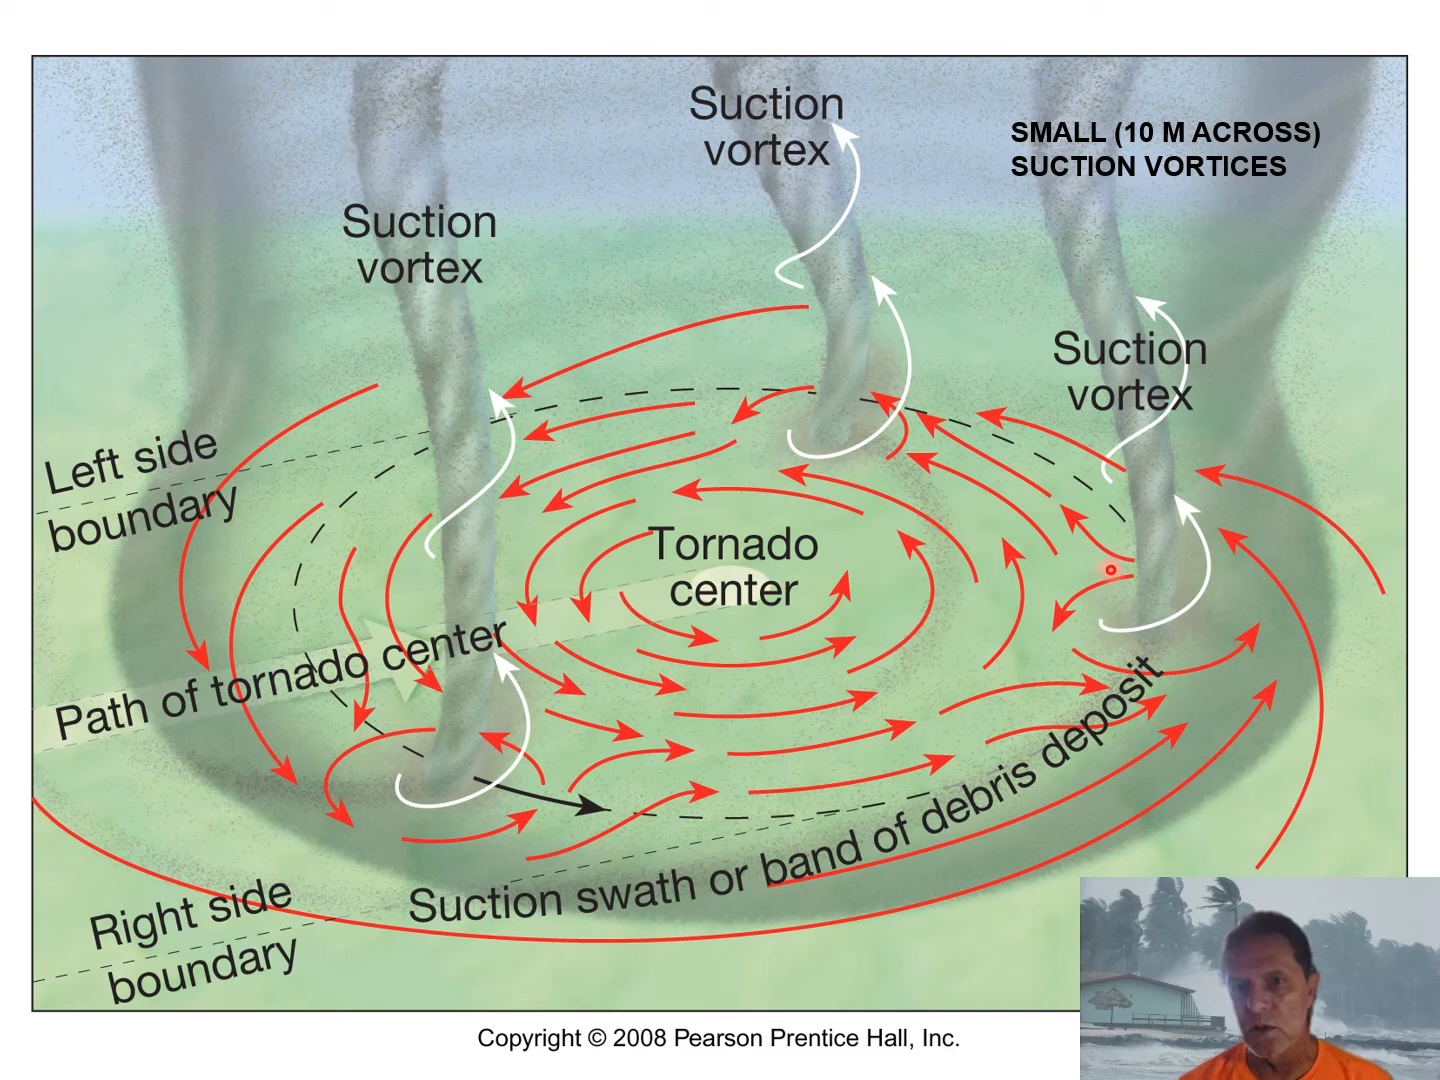 Suction
vortex
SMALL (10 M ACROSS)
SUCTION VORTICES
Suction
vortex
Suction
vortex
Left side
boundary
Tornado
center
Path of tornado center
Suction swath or band of debris deposit
Right side
boundary
Copyright © 2008 Pearson Prentice Hall, Inc.